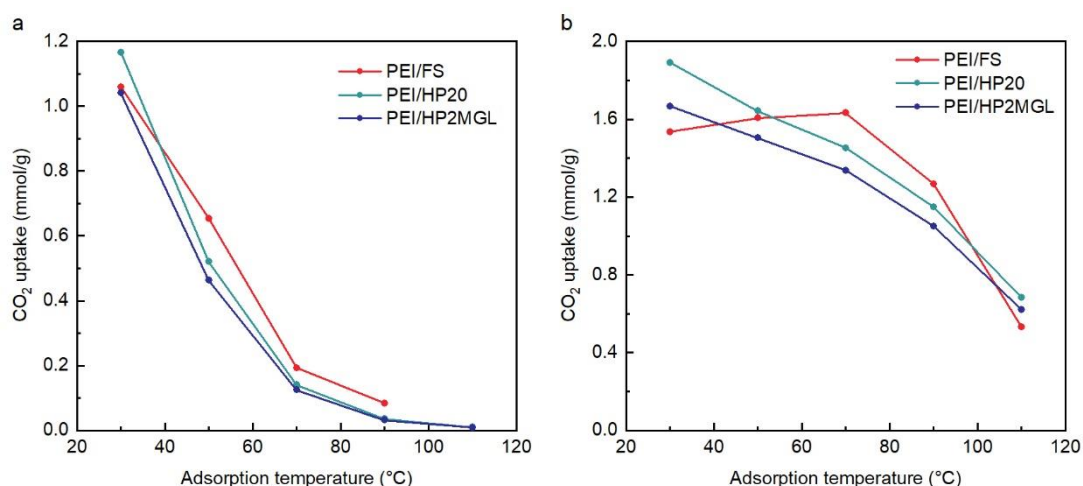 a
1.2
1.0
0.8
0.6
0.4
0.2
0.0
20 40 60 80 100 120
CO2 uptake (mmol/g)
Adsorption temperature (°C)
PEI/FS
PEI/HP20
PEI/HP2MGL
b
2.0
1.6
1.2
0.8
0.4
0.0
20 40 60 80 100 120
CO2 uptake (mmol/g)
Adsorption temperature (°C)
PEI/FS
PEI/HP20
PEI/HP2MGL